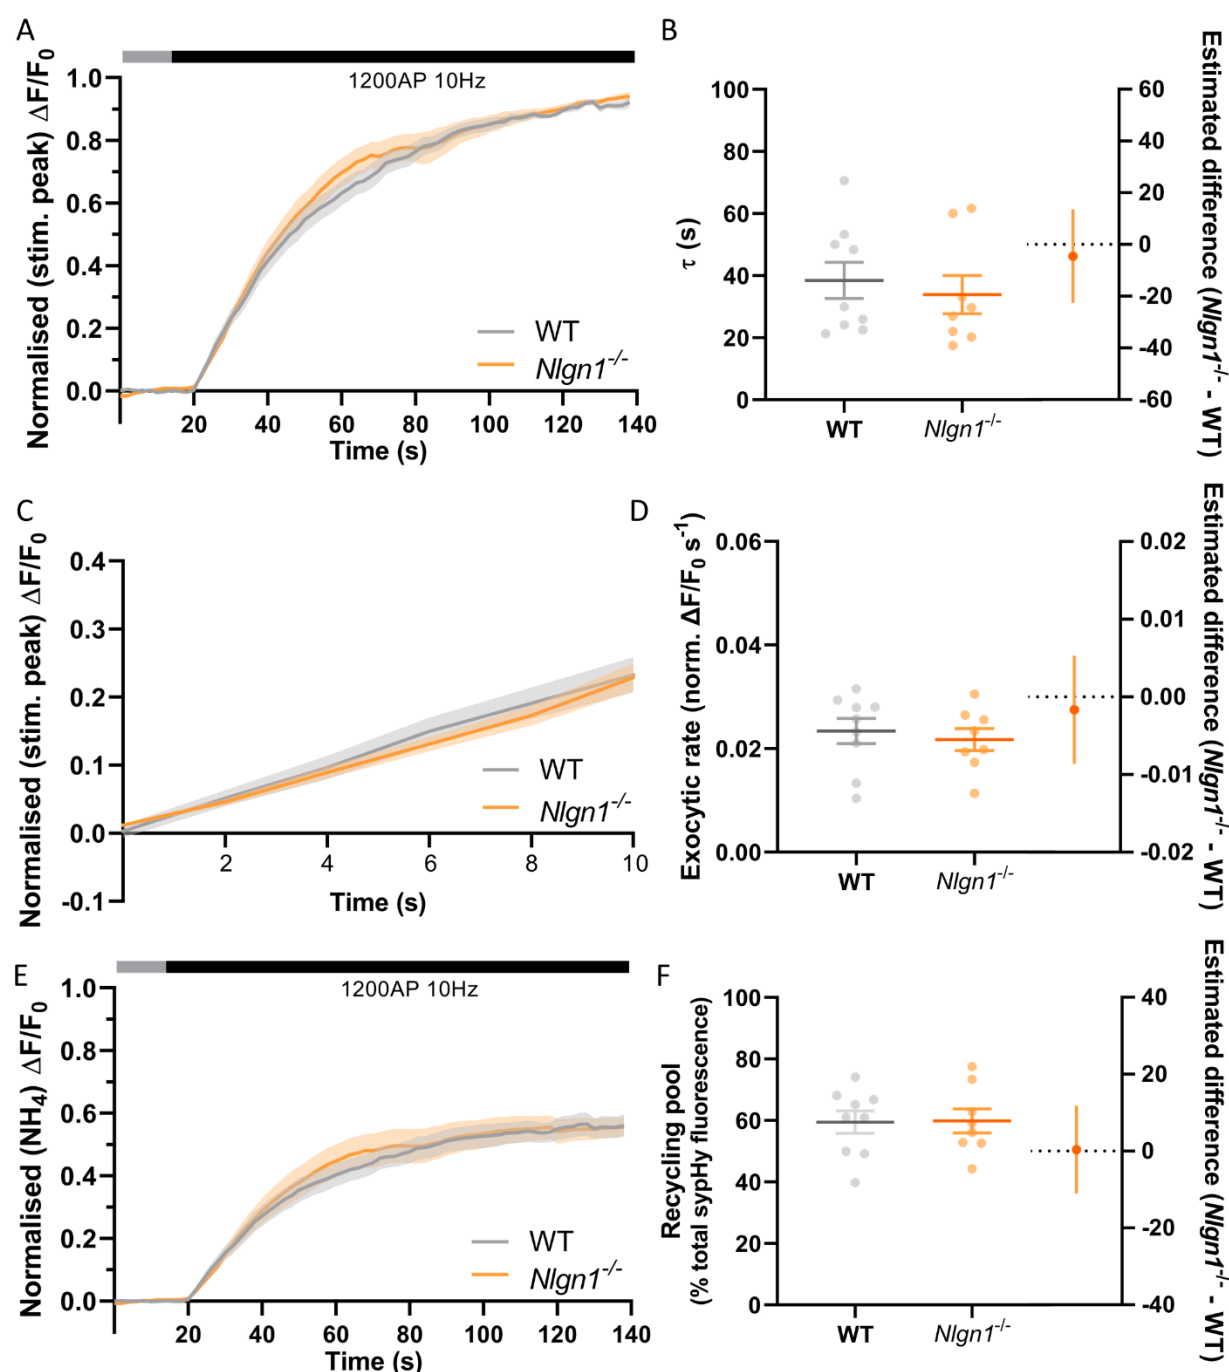 A
1200AP 10Hz
Normalised (stim. peak) ΔF/F0
1.0
0.8
0.6
0.4
0.2
0.0
WT
Nlgn1-/-
20 40 60 80 100 120 140
Time (s)
B
τ (s)
100
80
60
40
20
0
WT Nlgn1-/-
60
40
20
0
-20
-40
-60
Estimated difference (Nlgn1-/- - WT)
C
Normalised (stim. peak) ΔF/F0
0.4
0.3
0.2
0.1
0.0
-0.1
WT
Nlgn1-/-
2 4 6 8 10
Time (s)
D
Exocytic rate (norm. ΔF/F0 s-1)
0.06
0.04
0.02
0.00
WT Nlgn1-/-
0.02
0.01
0.00
-0.01
-0.02
Estimated difference (Nlgn1-/- - WT)
E
1200AP 10Hz
Normalised (NH4) ΔF/F0
1.0
0.8
0.6
0.4
0.2
0.0
WT
Nlgn1-/-
20 40 60 80 100 120 140
Time (s)
F
Recycling pool
(% total sypHy fluorescence)
100
80
60
40
20
0
WT Nlgn1-/-
40
20
0
-20
-40
Estimated difference (Nlgn1-/- - WT)